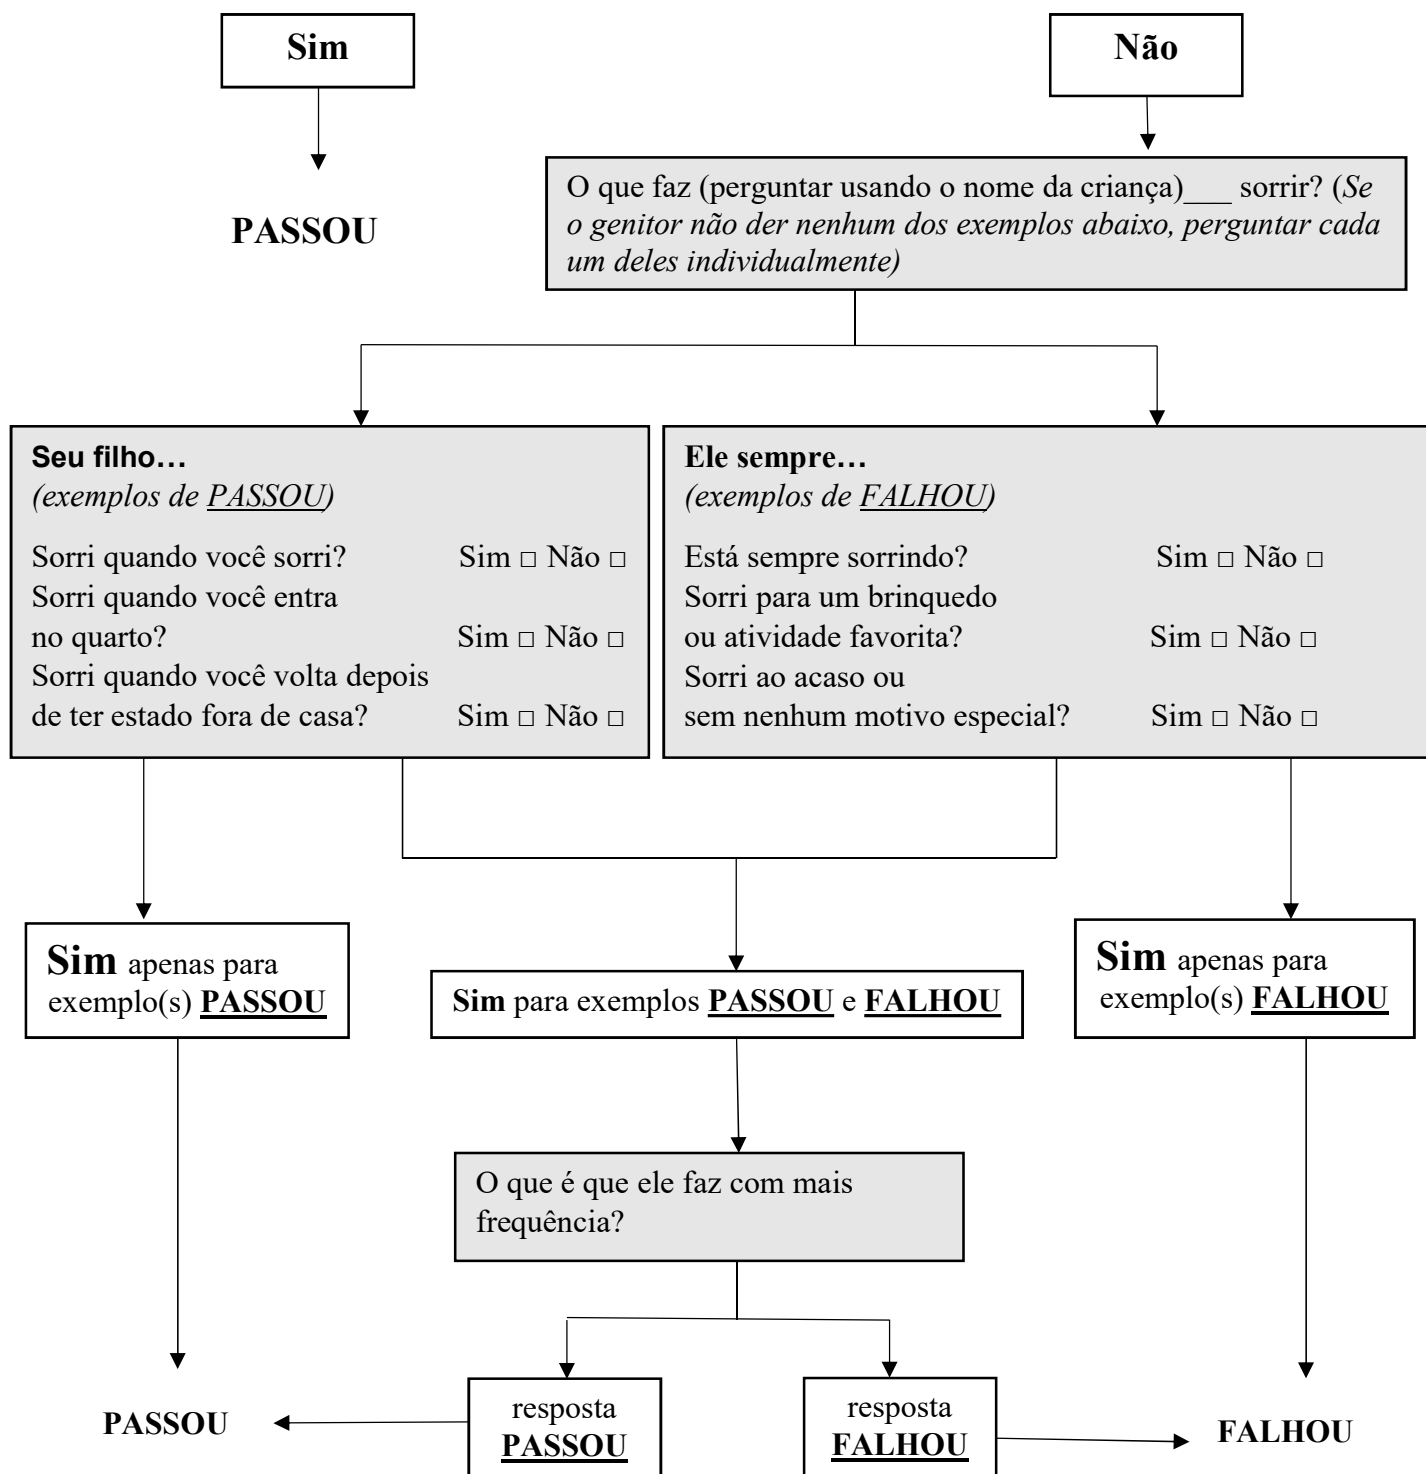 Sim
Não
PASSOU
O que faz (perguntar usando o nome da criança)___ sorrir? (Se
o genitor não der nenhum dos exemplos abaixo, perguntar cada
um deles individualmente)
Seu filho…
(exemplos de PASSOU)
Sorri quando você sorri? Sim □ Não □
Sorri quando você entra
no quarto? Sim □ Não □
Sorri quando você volta depois
de ter estado fora de casa? Sim □ Não □
Ele sempre…
(exemplos de FALHOU)
Está sempre sorrindo? Sim □ Não □
Sorri para um brinquedo
ou atividade favorita? Sim □ Não □
Sorri ao acaso ou
sem nenhum motivo especial? Sim □ Não □
Sim apenas para
exemplo(s) PASSOU
Sim para exemplos PASSOU e FALHOU
Sim apenas para
exemplo(s) FALHOU
O que é que ele faz com mais
frequência?
PASSOU
resposta
PASSOU
resposta
FALHOU
FALHOU